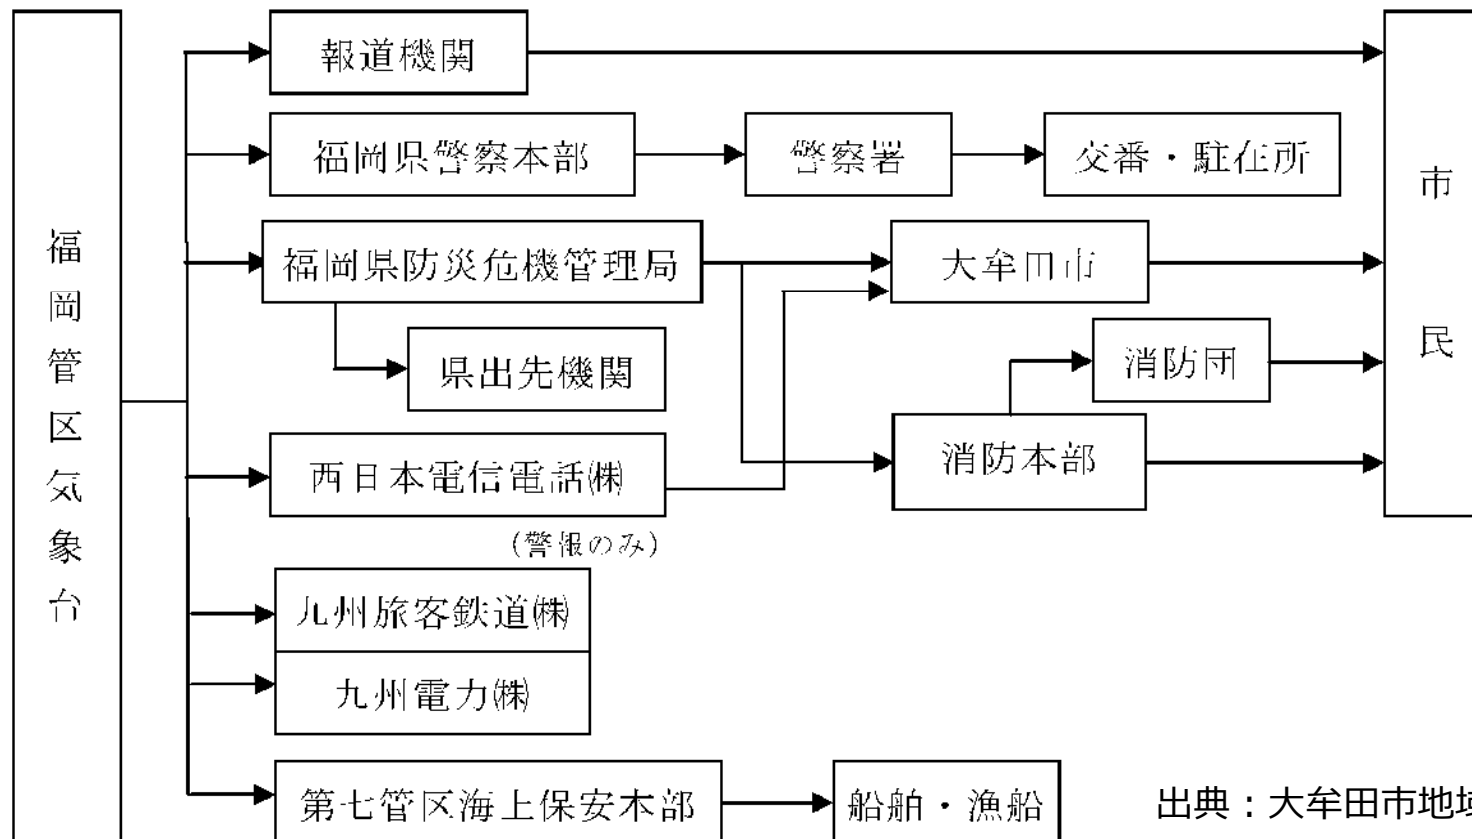 福岡管区気象台
報道機関
福岡県警察本部
警察署
交番・駐在所
福岡県防災危機管理局
大牟田市
県出先機関
消防団
西日本電信電話㈱
消防本部
(警報のみ)
九州旅客鉄道㈱
九州電力㈱
第七管区海上保安本部
船舶・漁船
市民
出典：大牟田市地域